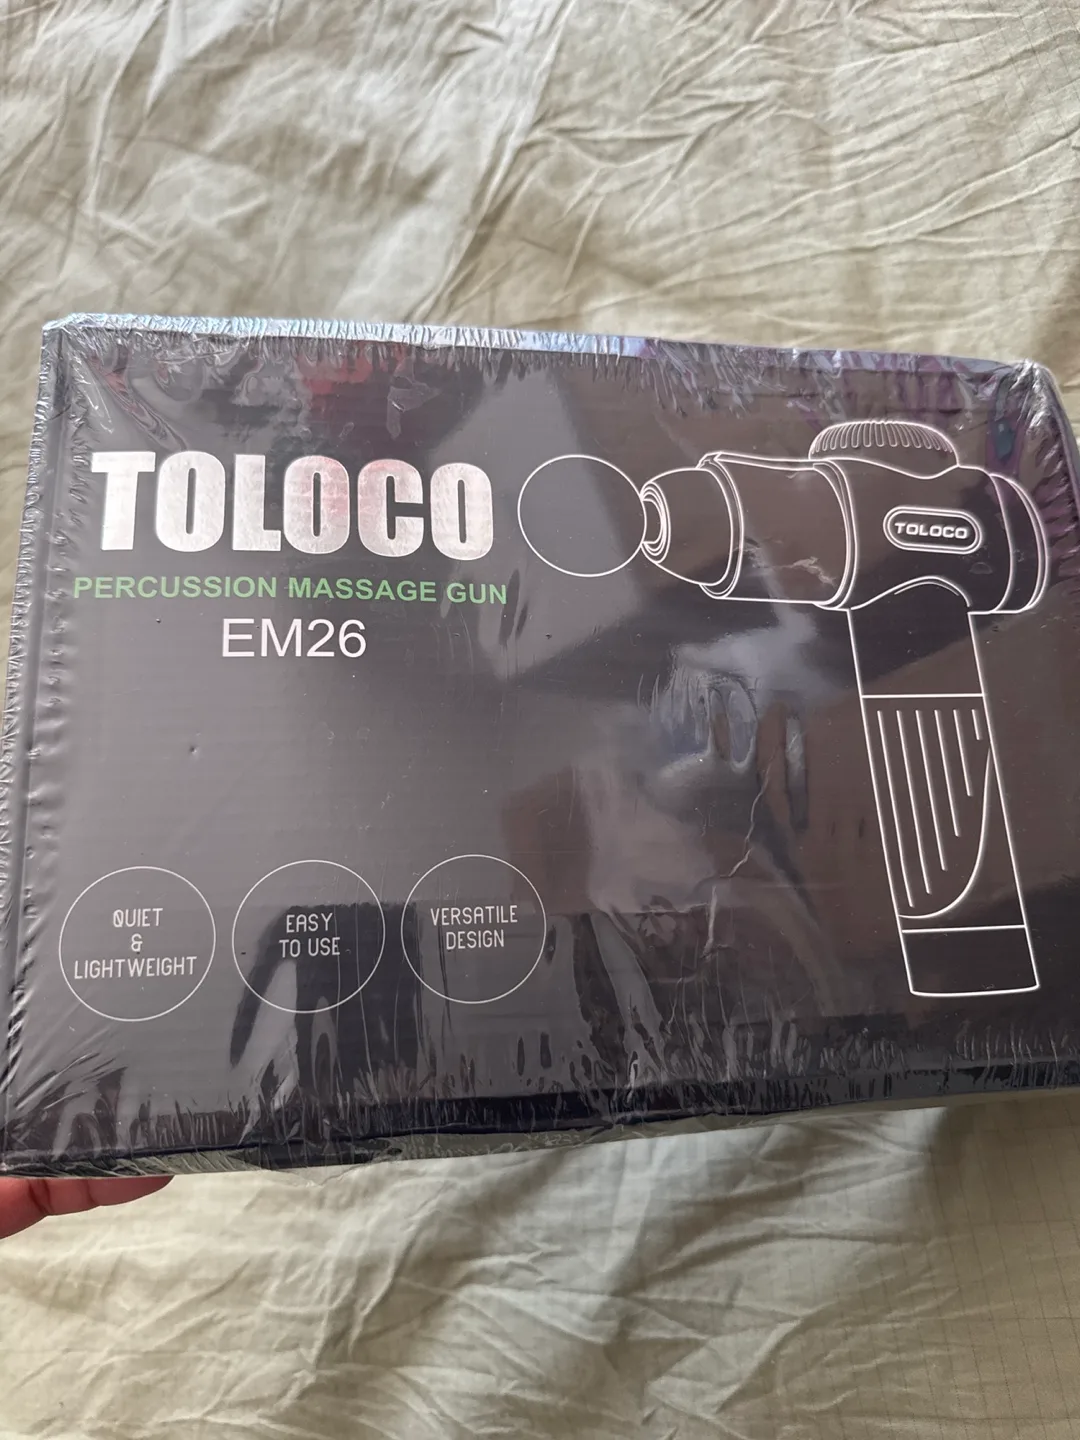 TOLOCO
PERCUSSION MASSAGE GUN
EM26
TOLOCO
QUIET
&
LIGHTWEIGHT
EASY
TO USE
VERSATILE
DESIGN